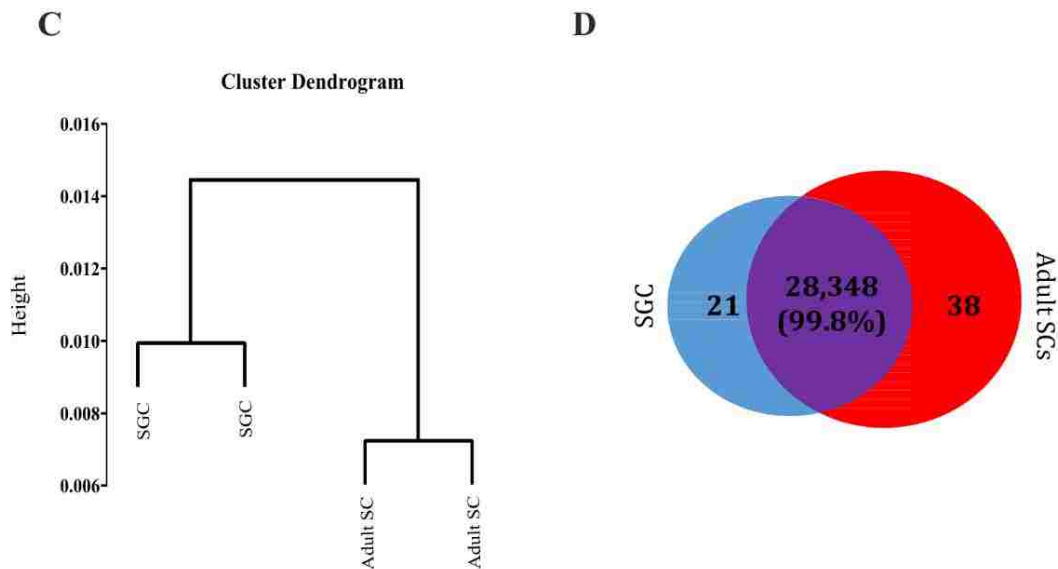 C
Cluster Dendrogram
Height
0.016
0.014
0.012
0.010
0.008
0.006
SGC
SGC
Adult SC
Adult SC
D
SGC
21
28,348
(99.8%)
38
Adult SCs